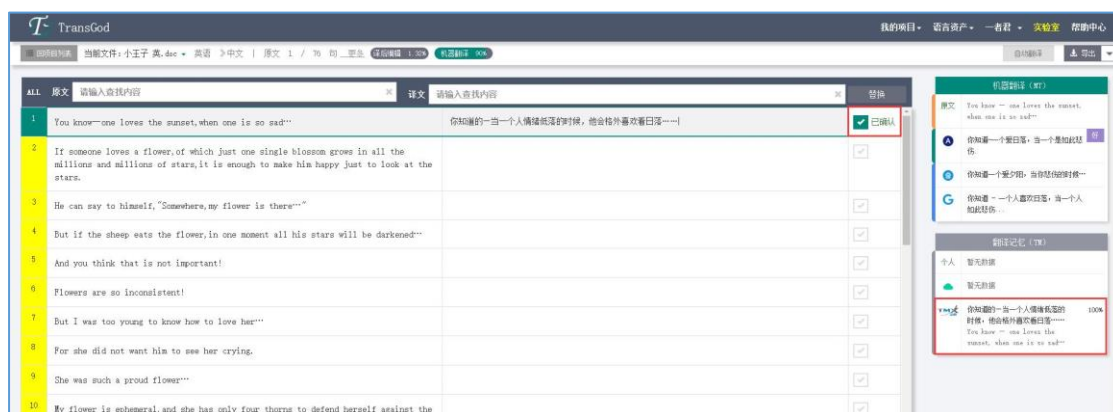 TransGod
我的项目 语言资产 一者君 实验室 帮助中心
回到项目列表 当前文件: 小王子 英.doc 英语 >中文 | 原文 1 / 76 句 更多 译后编辑 1.32% 机器翻译 90% 自动翻译 导出
ALL 原文 请输入查找内容 × 译文 请输入查找内容 × 替换
1 You know—one loves the sunset,when one is so sad… 你知道的一当一个人情绪低落的时候，他会格外喜欢看日落…… 已确认
2 If someone loves a flower,of which just one single blossom grows in all the
millions and millions of stars,it is enough to make him happy just to look at the
stars.
3 He can say to himself,"Somewhere,my flower is there…"
4 But if the sheep eats the flower,in one moment all his stars will be darkened…
5 And you think that is not important!
6 Flowers are so inconsistent!
7 But I was too young to know how to love her…
8 For she did not want him to see her crying.
9 She was such a proud flower…
10 My flower is ephemeral,and she has only four thorns to defend herself against the
机器翻译 (MT)
原文 You know — one loves the sunset,
when one is so sad…
A 你知道一个爱日落，当一个是如此悲
伤. 好
你知道一个爱夕阳，当你悲伤的时候…
G 你知道 - 一个人喜欢日落，当一个人
如此悲伤...
翻译记忆 (TM)
个人 暂无数据
暂无数据
TMX 你知道的一当一个人情绪低落的 100%
时候，他会格外喜欢看日落……
You know — one loves the
sunset, when one is so sad…